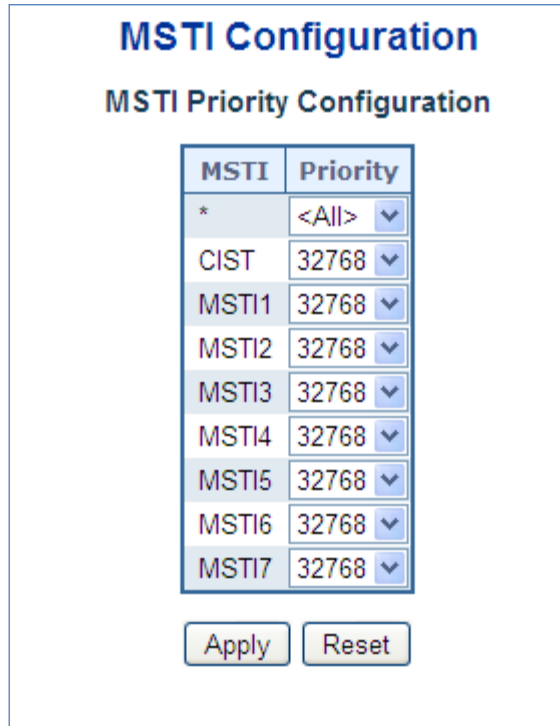 MSTI Configuration
MSTI Priority Configuration
MSTI Priority
* <All>
CIST 32768
MSTI1 32768
MSTI2 32768
MSTI3 32768
MSTI4 32768
MSTI5 32768
MSTI6 32768
MSTI7 32768
Apply Reset